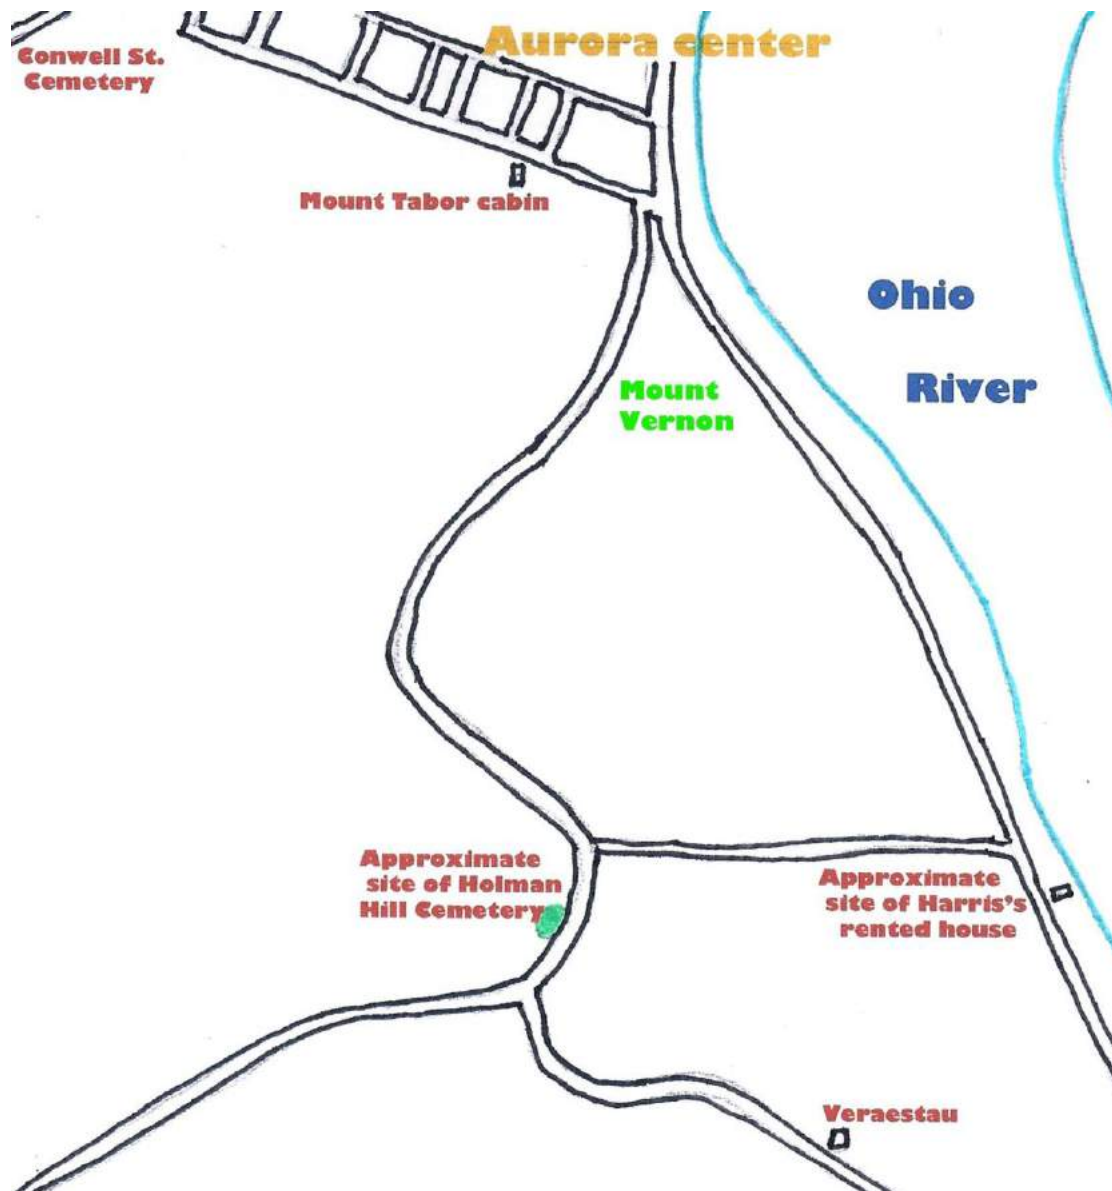 Aurora center
Conwell St.
Cemetery
Mount Tabor cabin
Ohio
River
Mount
Vernon
Approximate
site of Holman
Hill Cemetery
Approximate
site of Harris's
rented house
Veraestau